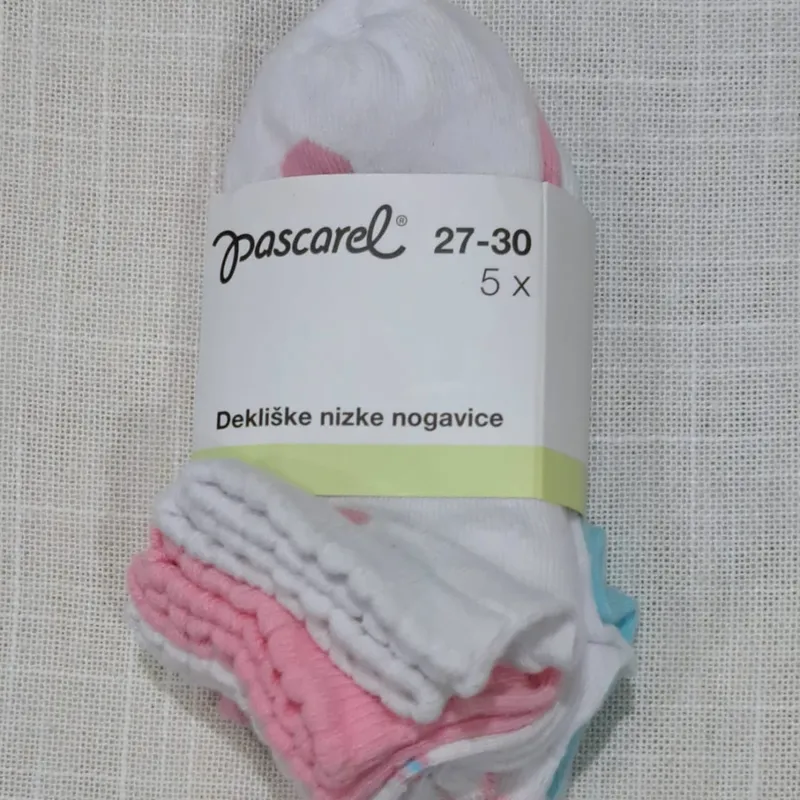 pascarel® 27-30
5 x
Dekliške nizke nogavice